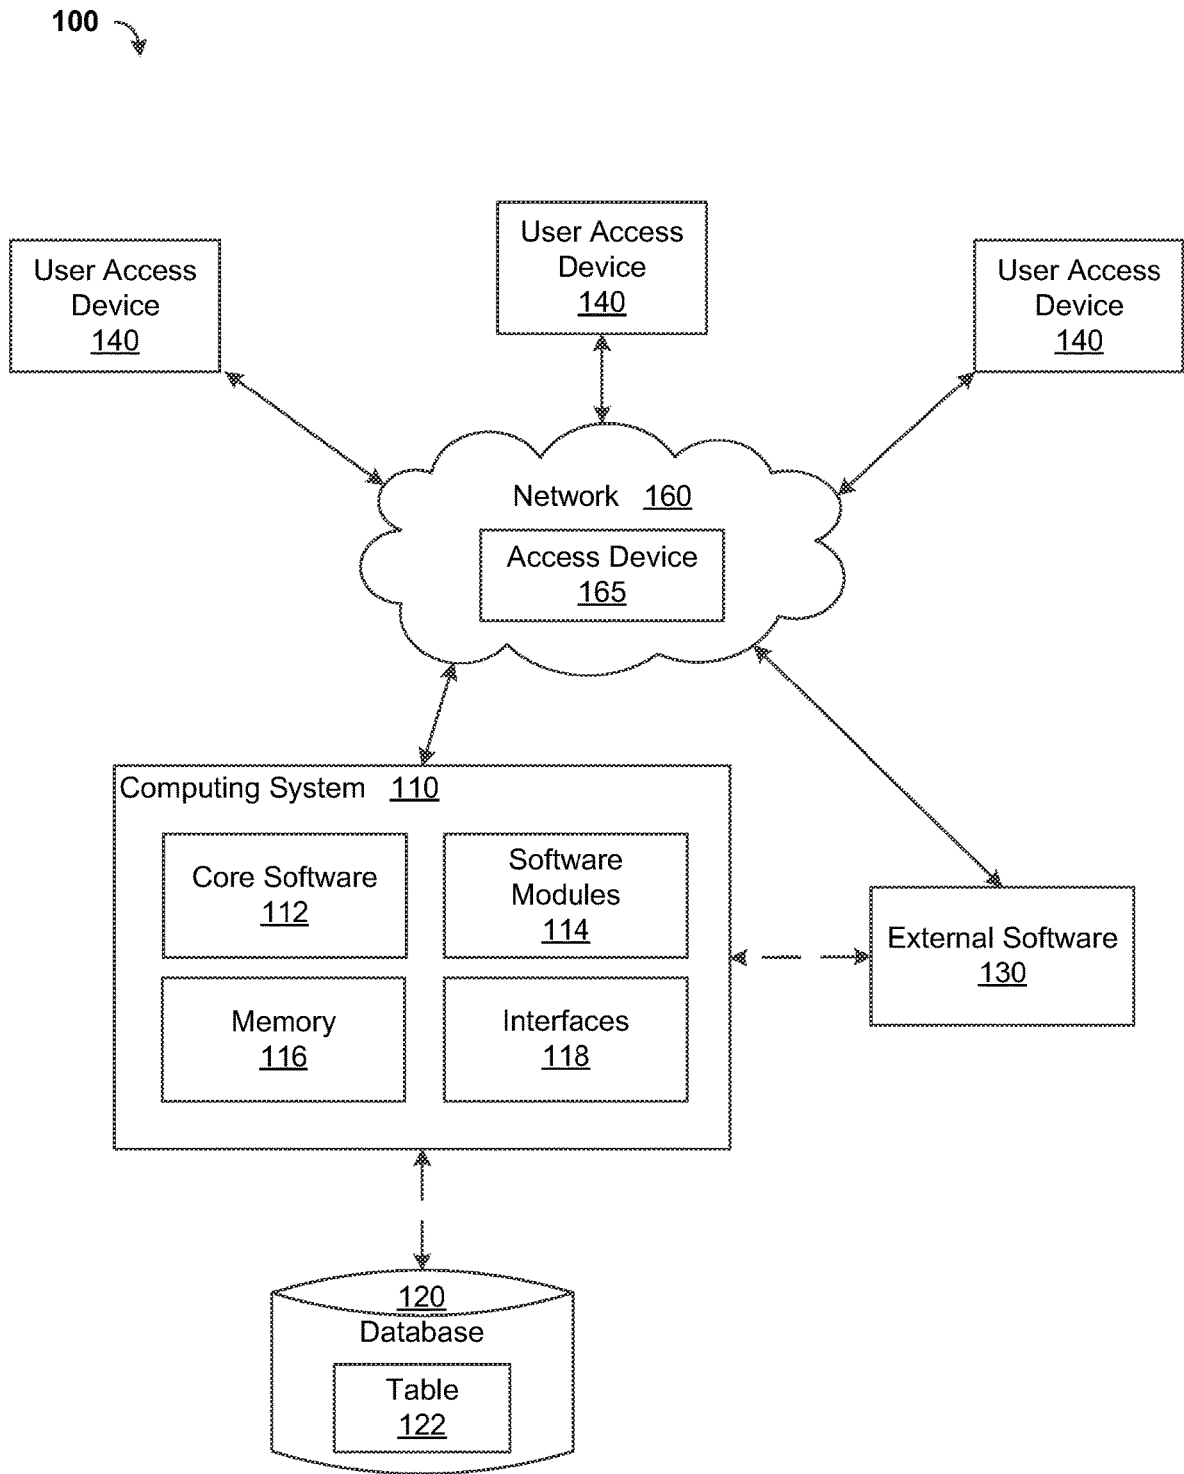 100
User Access
Device
140
User Access
Device
140
User Access
Device
140
Network 160
Access Device
165
Computing System 110
Core Software
112
Software
Modules
114
Memory
116
Interfaces
118
External Software
130
120
Database
Table
122